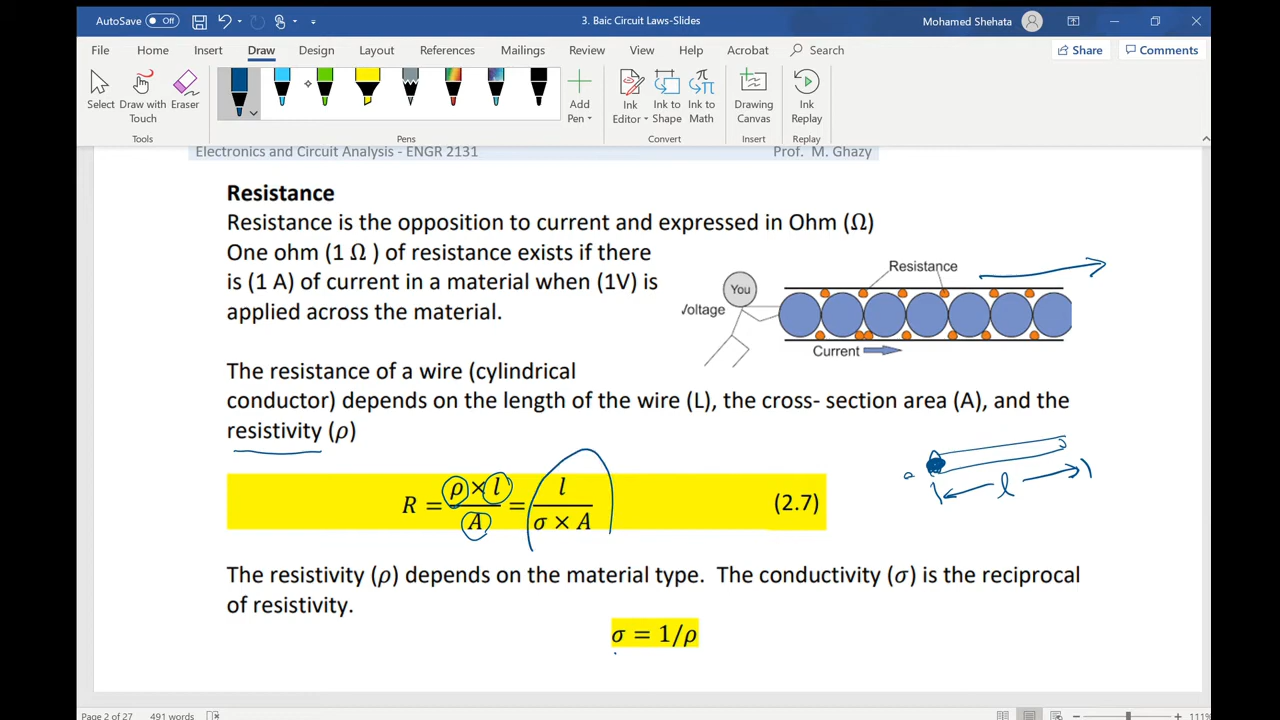 AutoSave Off 3. Baic Circuit Laws-Slides Mohamed Shehata
File Home Insert Draw Design Layout References Mailings Review View Help Acrobat Search Share Comments
Select Draw with Touch Eraser Add Pen Ink Editor Ink to Shape Ink to Math Drawing Canvas Ink Replay
Tools Pens Convert Insert Replay
Electronics and Circuit Analysis - ENGR 2131 Prof. M. Ghazy
Resistance
Resistance is the opposition to current and expressed in Ohm (Ω)
One ohm (1 Ω ) of resistance exists if there
is (1 A) of current in a material when (1V) is
applied across the material.
Resistance
You
Voltage
Current
The resistance of a wire (cylindrical
conductor) depends on the length of the wire (L), the cross- section area (A), and the
resistivity (ρ)
l
R = ρ × l / A = l / σ × A (2.7)
The resistivity (ρ) depends on the material type. The conductivity (σ) is the reciprocal
of resistivity.
σ = 1/ρ
Page 2 of 27 491 words 111%